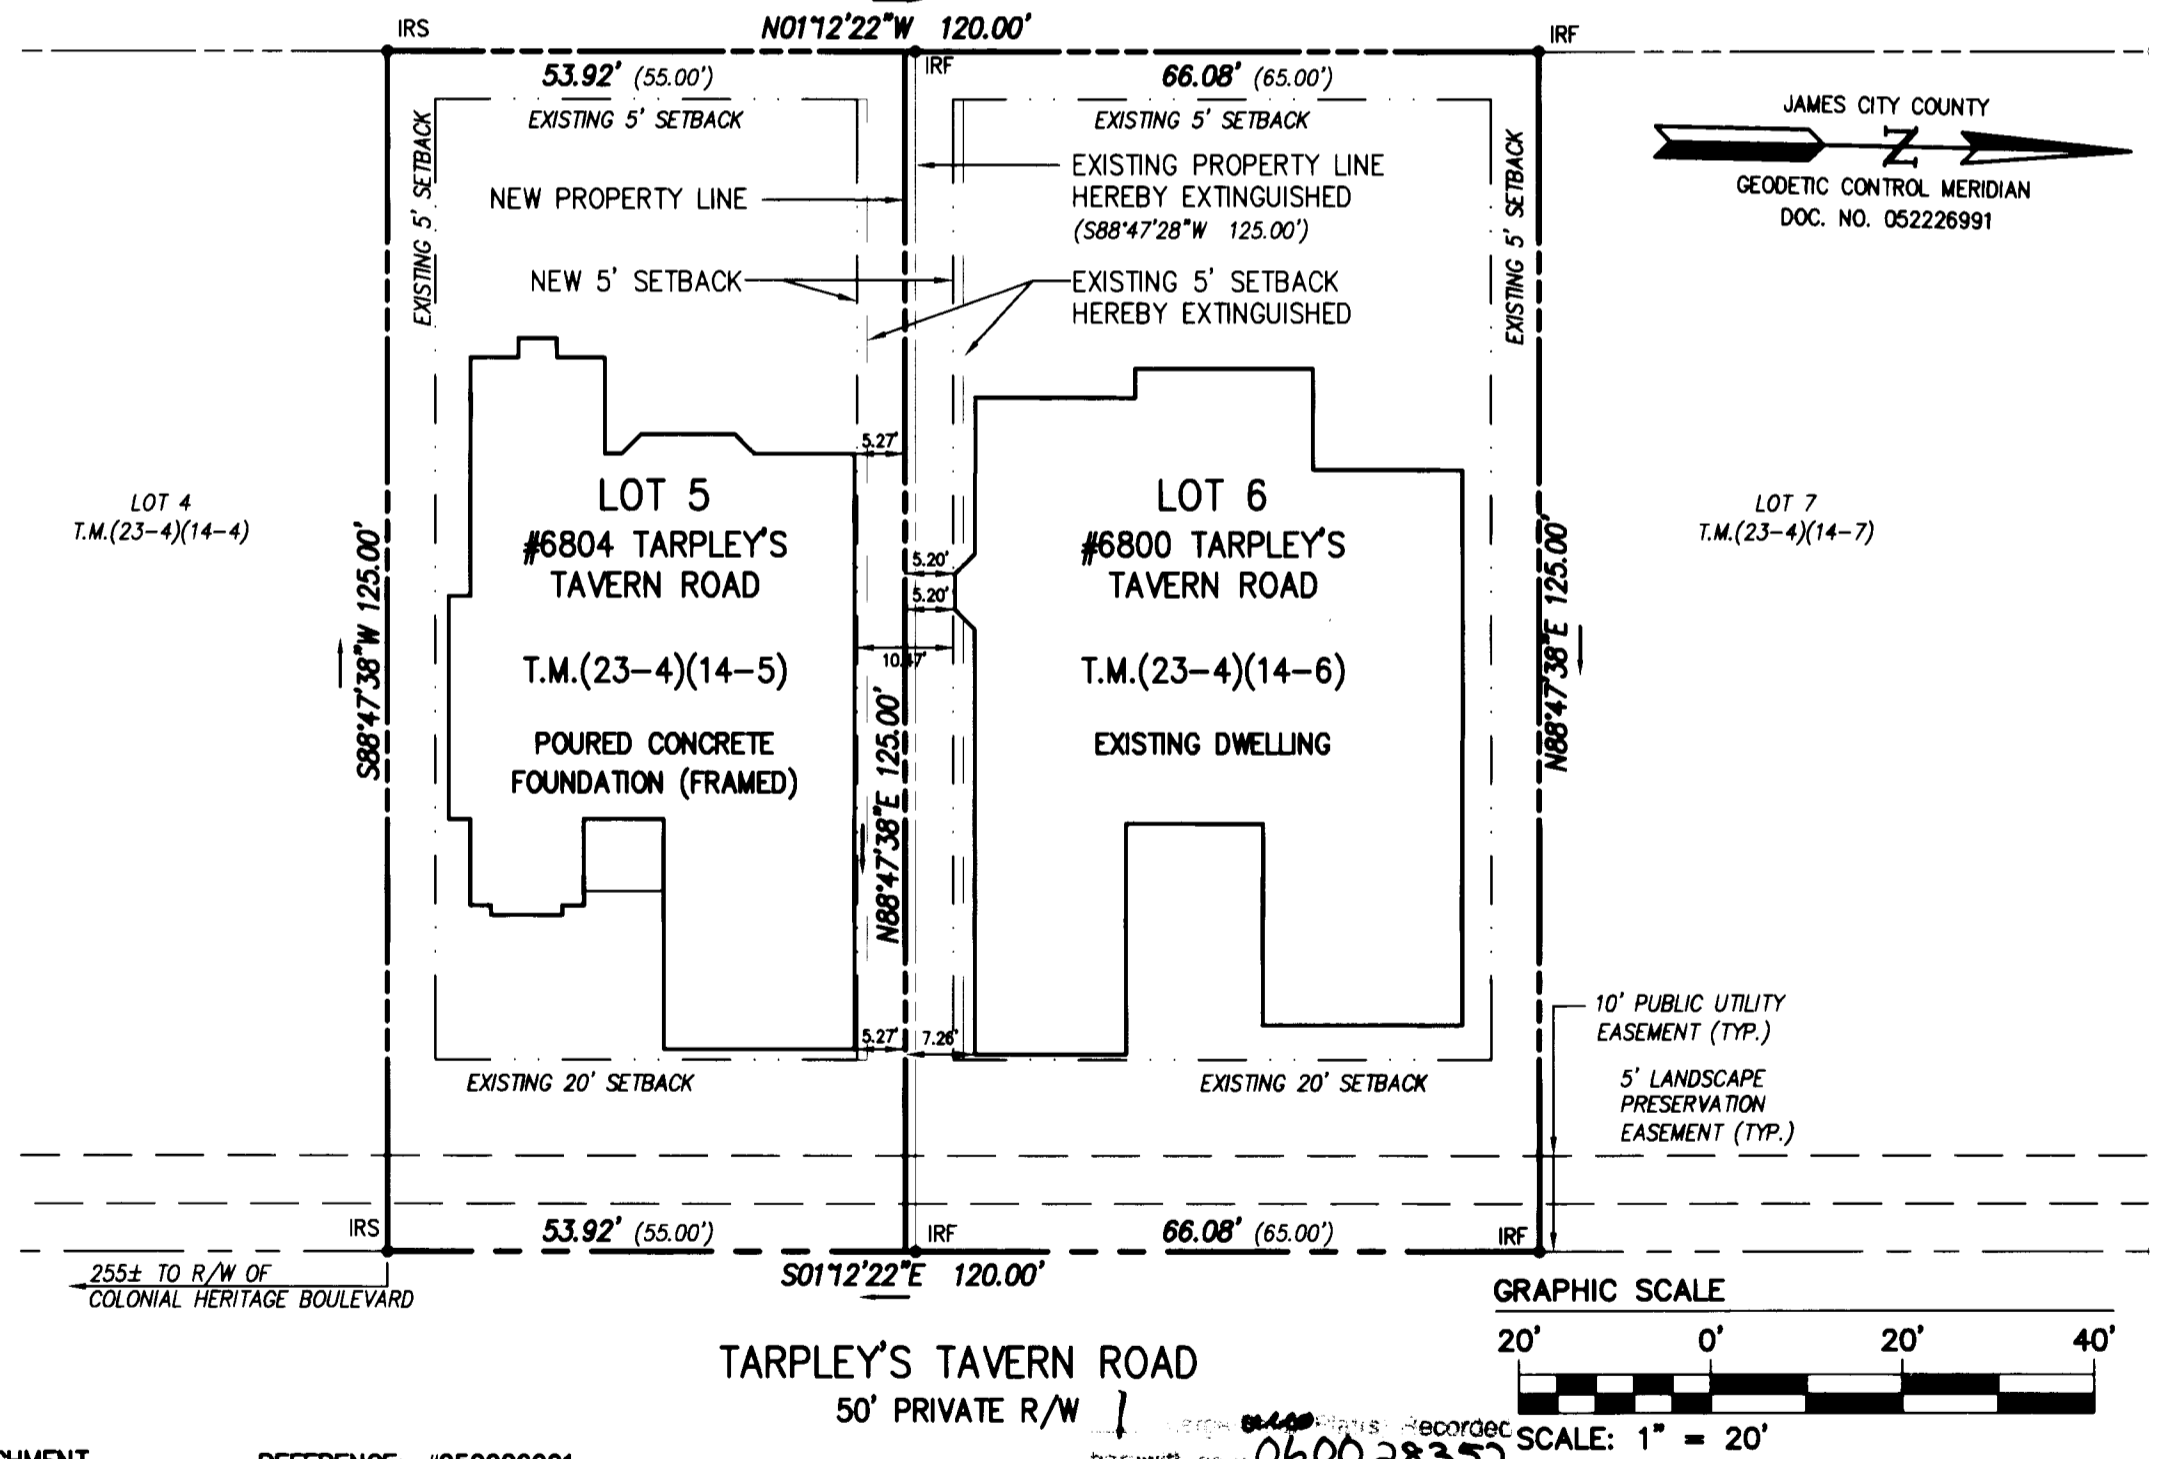 IRS
N01°12'22"W 120.00'
IRF
53.92' (55.00')
IRF
66.08' (65.00')
EXISTING 5' SETBACK
EXISTING 5' SETBACK
EXISTING 5' SETBACK
EXISTING 5' SETBACK
JAMES CITY COUNTY
N
GEODETIC CONTROL MERIDIAN
DOC. NO. 052226991
NEW PROPERTY LINE
EXISTING PROPERTY LINE
HEREBY EXTINGUISHED
(S88°47'28"W 125.00')
NEW 5' SETBACK
EXISTING 5' SETBACK
HEREBY EXTINGUISHED
5.27'
LOT 4
T.M.(23-4)(14-4)
S88°47'38"W 125.00'
LOT 5
#6804 TARPLEY'S
TAVERN ROAD
T.M.(23-4)(14-5)
POURED CONCRETE
FOUNDATION (FRAMED)
5.20'
5.20'
10.47'
N88°47'38"E 125.00'
LOT 6
#6800 TARPLEY'S
TAVERN ROAD
T.M.(23-4)(14-6)
EXISTING DWELLING
N88°47'38"E 125.00'
LOT 7
T.M.(23-4)(14-7)
5.27'
7.26'
EXISTING 20' SETBACK
EXISTING 20' SETBACK
10' PUBLIC UTILITY
EASEMENT (TYP.)
5' LANDSCAPE
PRESERVATION
EASEMENT (TYP.)
IRS
53.92' (55.00')
IRF
66.08' (65.00')
IRF
S01°12'22"E 120.00'
255± TO R/W OF
COLONIAL HERITAGE BOULEVARD
TARPLEY'S TAVERN ROAD
50' PRIVATE R/W
GRAPHIC SCALE
20' 0' 20' 40'
SCALE: 1" = 20'
Recorded